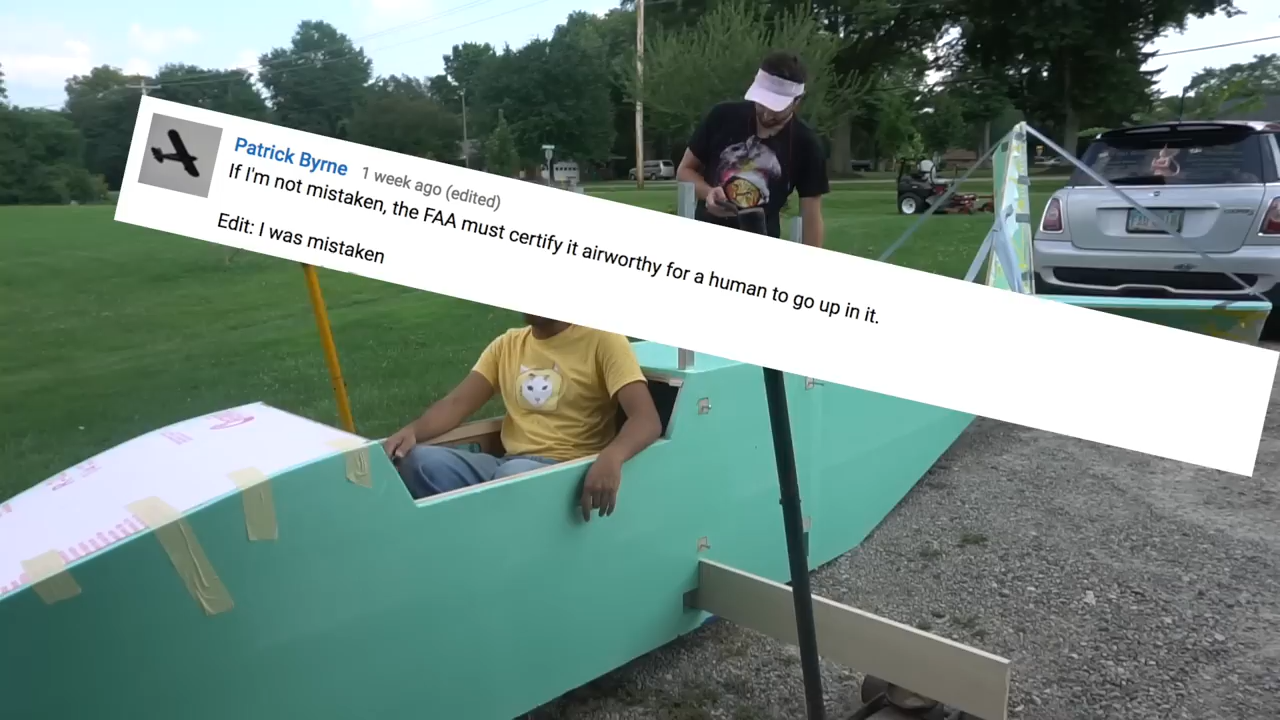 Patrick Byrne 1 week ago (edited)
If I'm not mistaken, the FAA must certify it airworthy for a human to go up in it.
Edit: I was mistaken